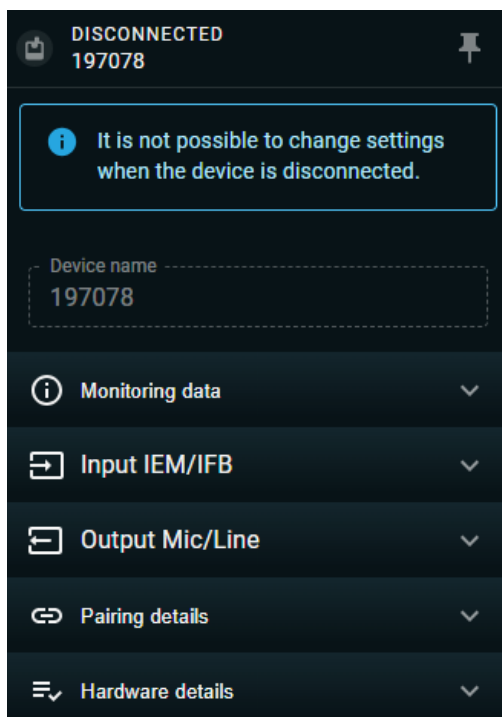 DISCONNECTED
197078
It is not possible to change settings
when the device is disconnected.
Device name
197078
Monitoring data
Input IEM/IFB
Output Mic/Line
Pairing details
Hardware details